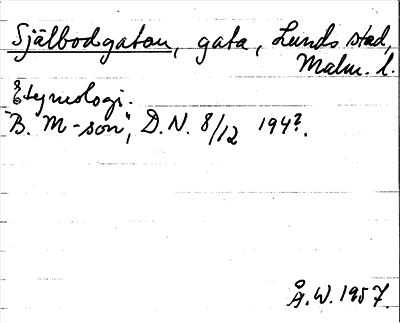 Själbodgatan, gata, Lunds stad,
Malm. l.
Etymologi.
"B. M-son", D.N. 8/12 194?.
Å.W. 1957.